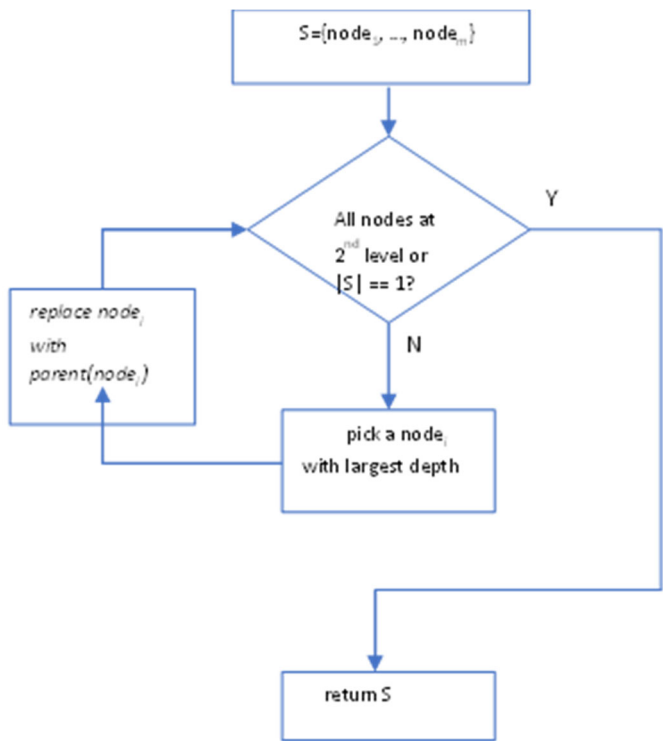 S={node, ..., nodeₘ}
All nodes at
2ⁿᵈ level or
|S| == 1?
Y
N
replace nodeᵢ
with
parent(nodeᵢ)
pick a nodeᵢ
with largest depth
return S